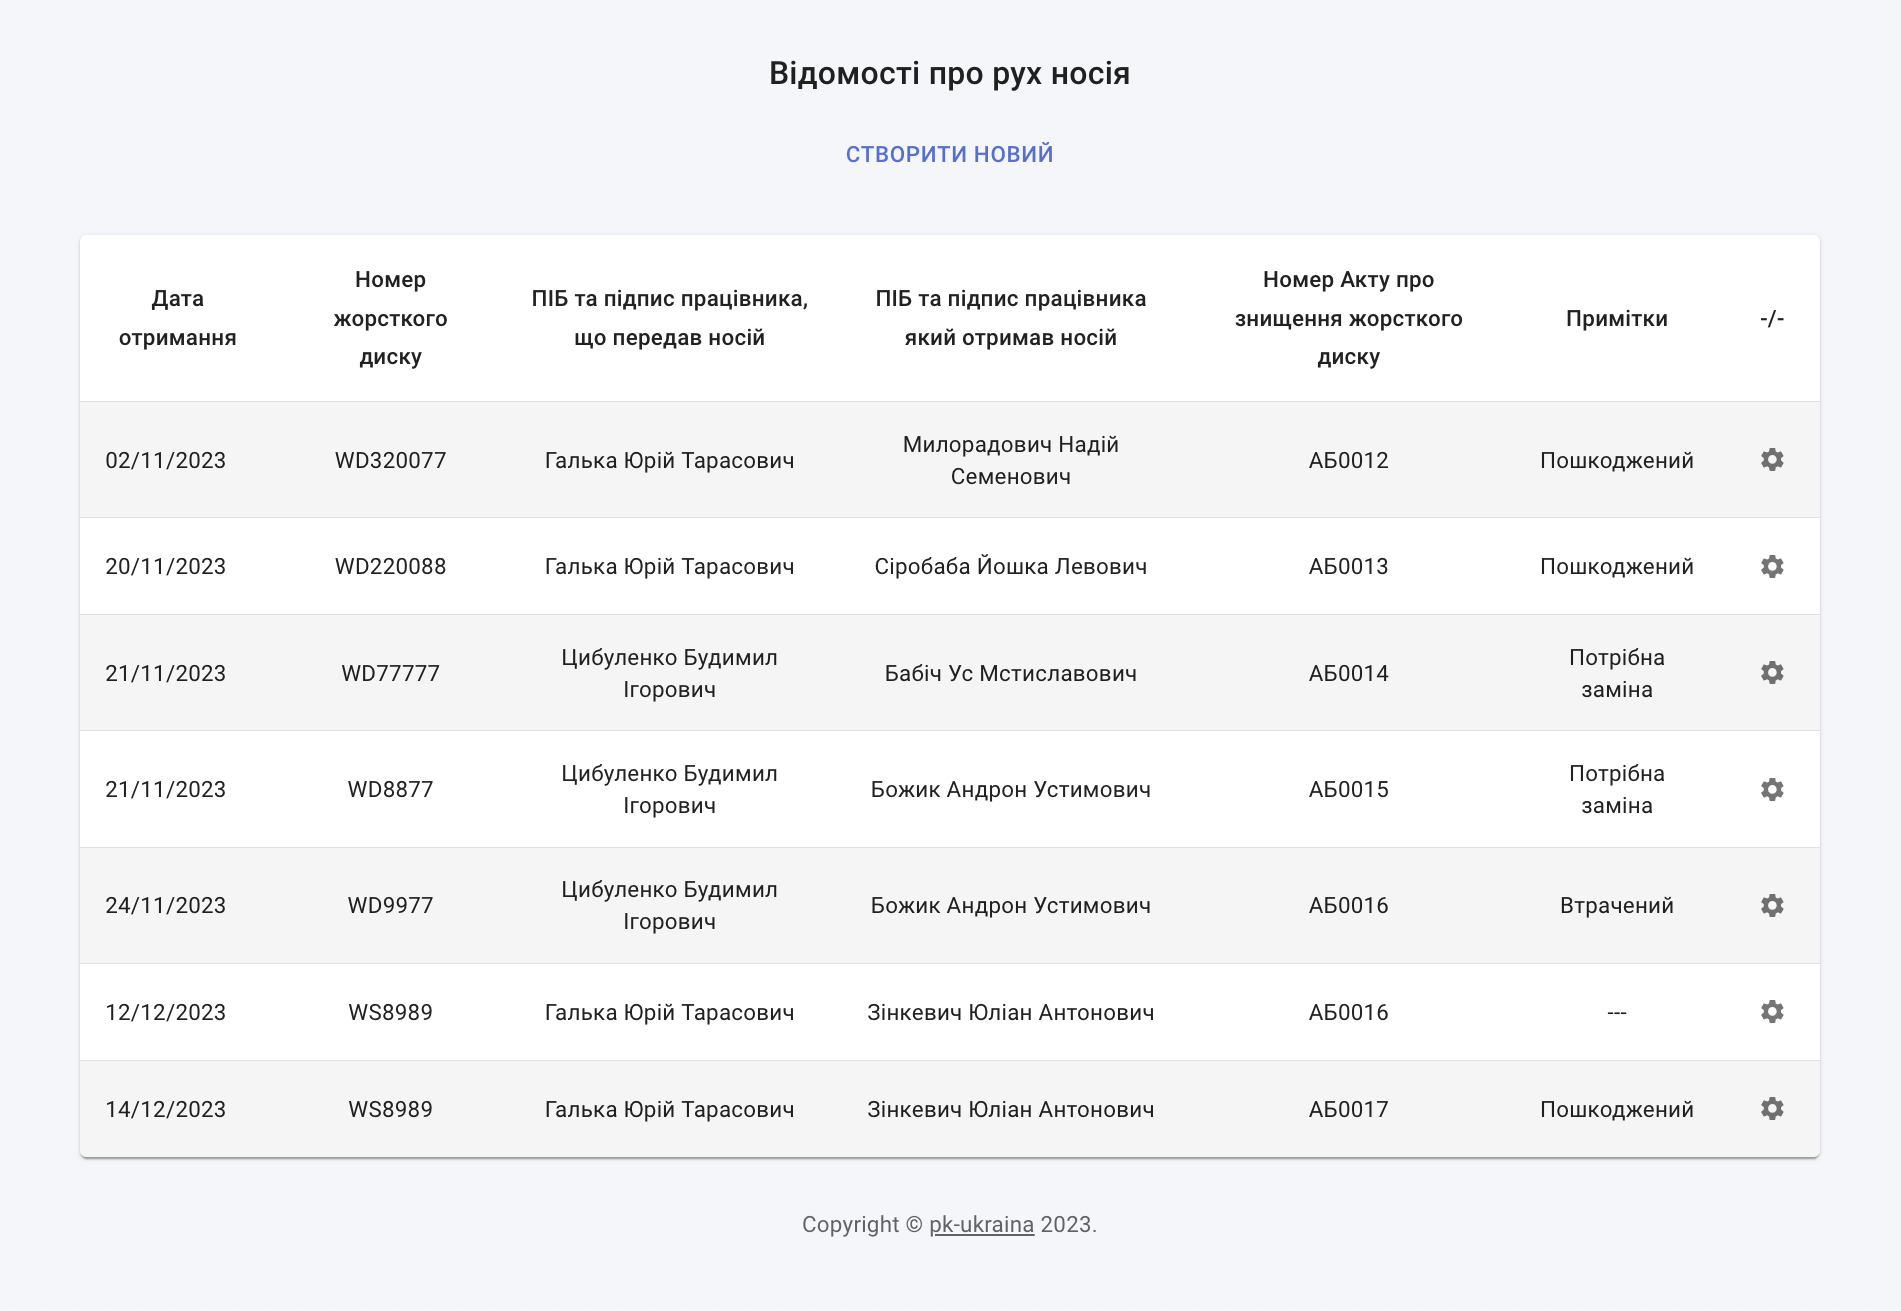 Відомості про рух носія
СТВОРИТИ НОВИЙ
Дата отримання Номер жорсткого диску ПІБ та підпис працівника, що передав носій ПІБ та підпис працівника який отримав носій Номер Акту про знищення жорсткого диску Примітки -/-
02/11/2023 WD320077 Галька Юрій Тарасович Милорадович Надій Семенович АБ0012 Пошкоджений
20/11/2023 WD220088 Галька Юрій Тарасович Сіробаба Йошка Левович АБ0013 Пошкоджений
21/11/2023 WD77777 Цибуленко Будимил Ігорович Бабіч Ус Мстиславович АБ0014 Потрібна заміна
21/11/2023 WD8877 Цибуленко Будимил Ігорович Божик Андрон Устимович АБ0015 Потрібна заміна
24/11/2023 WD9977 Цибуленко Будимил Ігорович Божик Андрон Устимович АБ0016 Втрачений
12/12/2023 WS8989 Галька Юрій Тарасович Зінкевич Юліан Антонович АБ0016 ---
14/12/2023 WS8989 Галька Юрій Тарасович Зінкевич Юліан Антонович АБ0017 Пошкоджений
Copyright © pk-ukraina 2023.